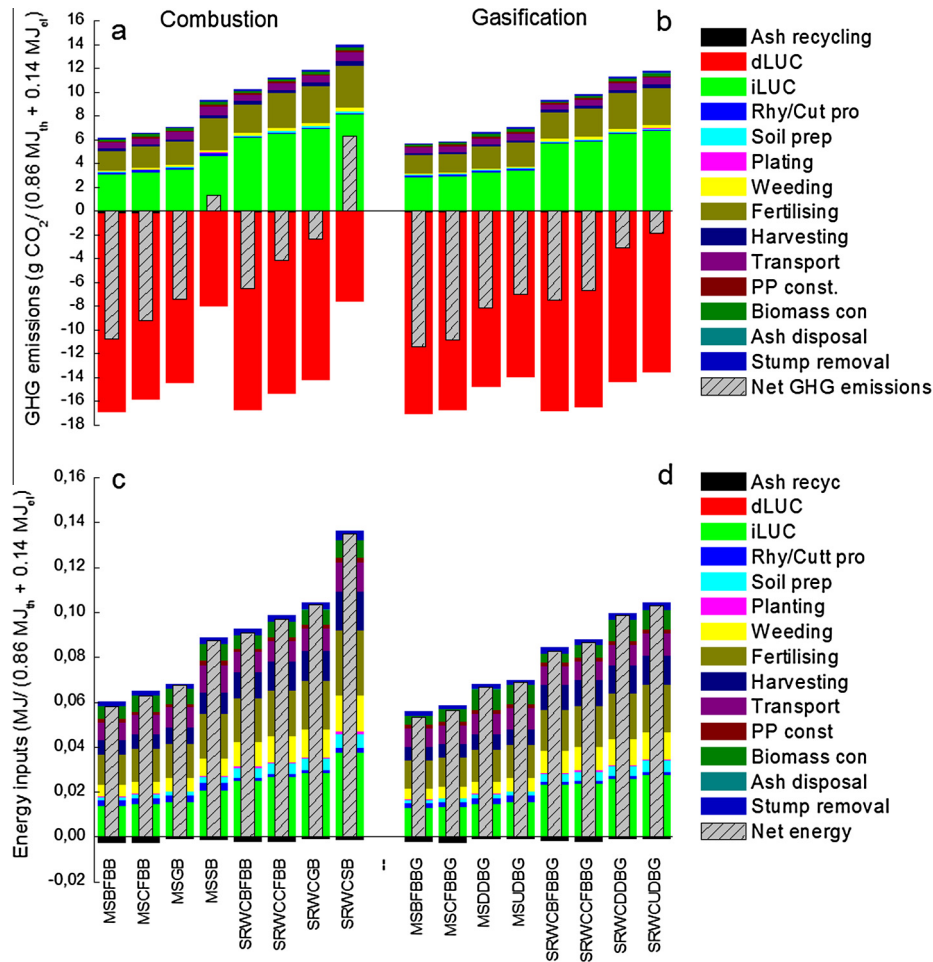 Combustion
Gasification
a
b
GHG emissions (g CO2/ (0.86 MJth + 0.14 MJel)
16
14
12
10
8
6
4
2
0
-2
-4
-6
-8
-10
-12
-14
-16
-18
Ash recycling
dLUC
iLUC
Rhy/Cut pro
Soil prep
Plating
Weeding
Fertilising
Harvesting
Transport
PP const.
Biomass con
Ash disposal
Stump removal
Net GHG emissions
c
d
Energy inputs (MJ/ (0.86 MJth + 0.14 MJel)
0,16
0,14
0,12
0,10
0,08
0,06
0,04
0,02
0,00
-0,02
Ash recyc
dLUC
iLUC
Rhy/Cutt pro
Soil prep
Planting
Weeding
Fertilising
Harvesting
Transport
PP const
Biomass con
Ash disposal
Stump removal
Net energy
MSBFBB
MSCFBB
MSGB
MSSB
SRWCBFBB
SRWCCFBB
SRWCGB
SRWCSB
--
MSBFBBG
MSCFBBG
MSDDBG
MSUDBG
SRWCBFBBG
SRWCCFBBG
SRWCDDBG
SRWCUDBG